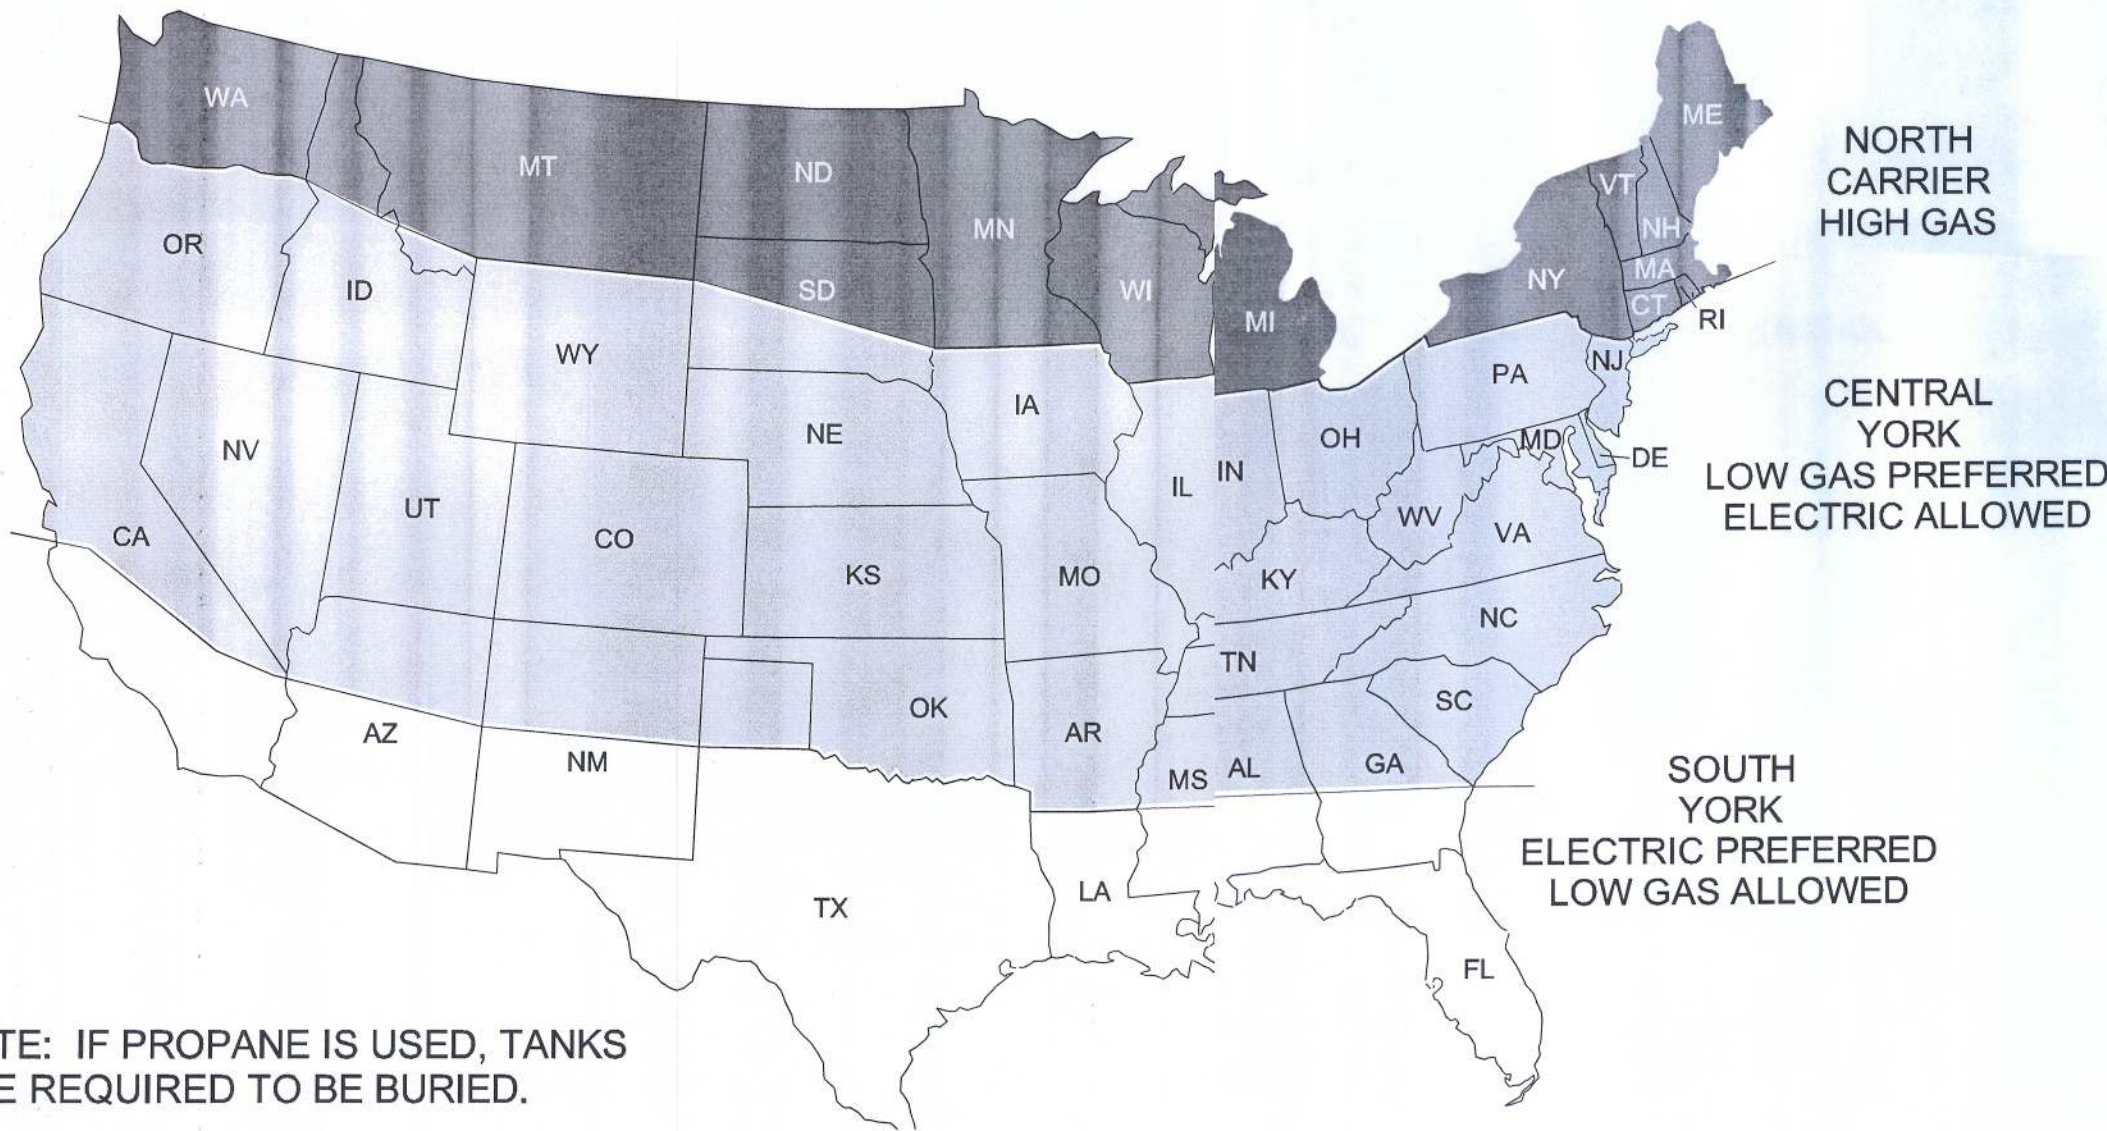 WA
MT
ND
MN
SD
WI
MI
OR
ID
WY
NE
IA
NV
UT
CO
CA
KS
MO
IL
IN
OH
KY
WV
VA
PA
NJ
MD
DE
NY
VT
NH
ME
MA
CT
RI
NC
TN
SC
OK
AR
MS
AL
GA
AZ
NM
TX
LA
FL
NORTH
CARRIER
HIGH GAS
CENTRAL
YORK
LOW GAS PREFERRED
ELECTRIC ALLOWED
SOUTH
YORK
ELECTRIC PREFERRED
LOW GAS ALLOWED
TE: IF PROPANE IS USED, TANKS
E REQUIRED TO BE BURIED.